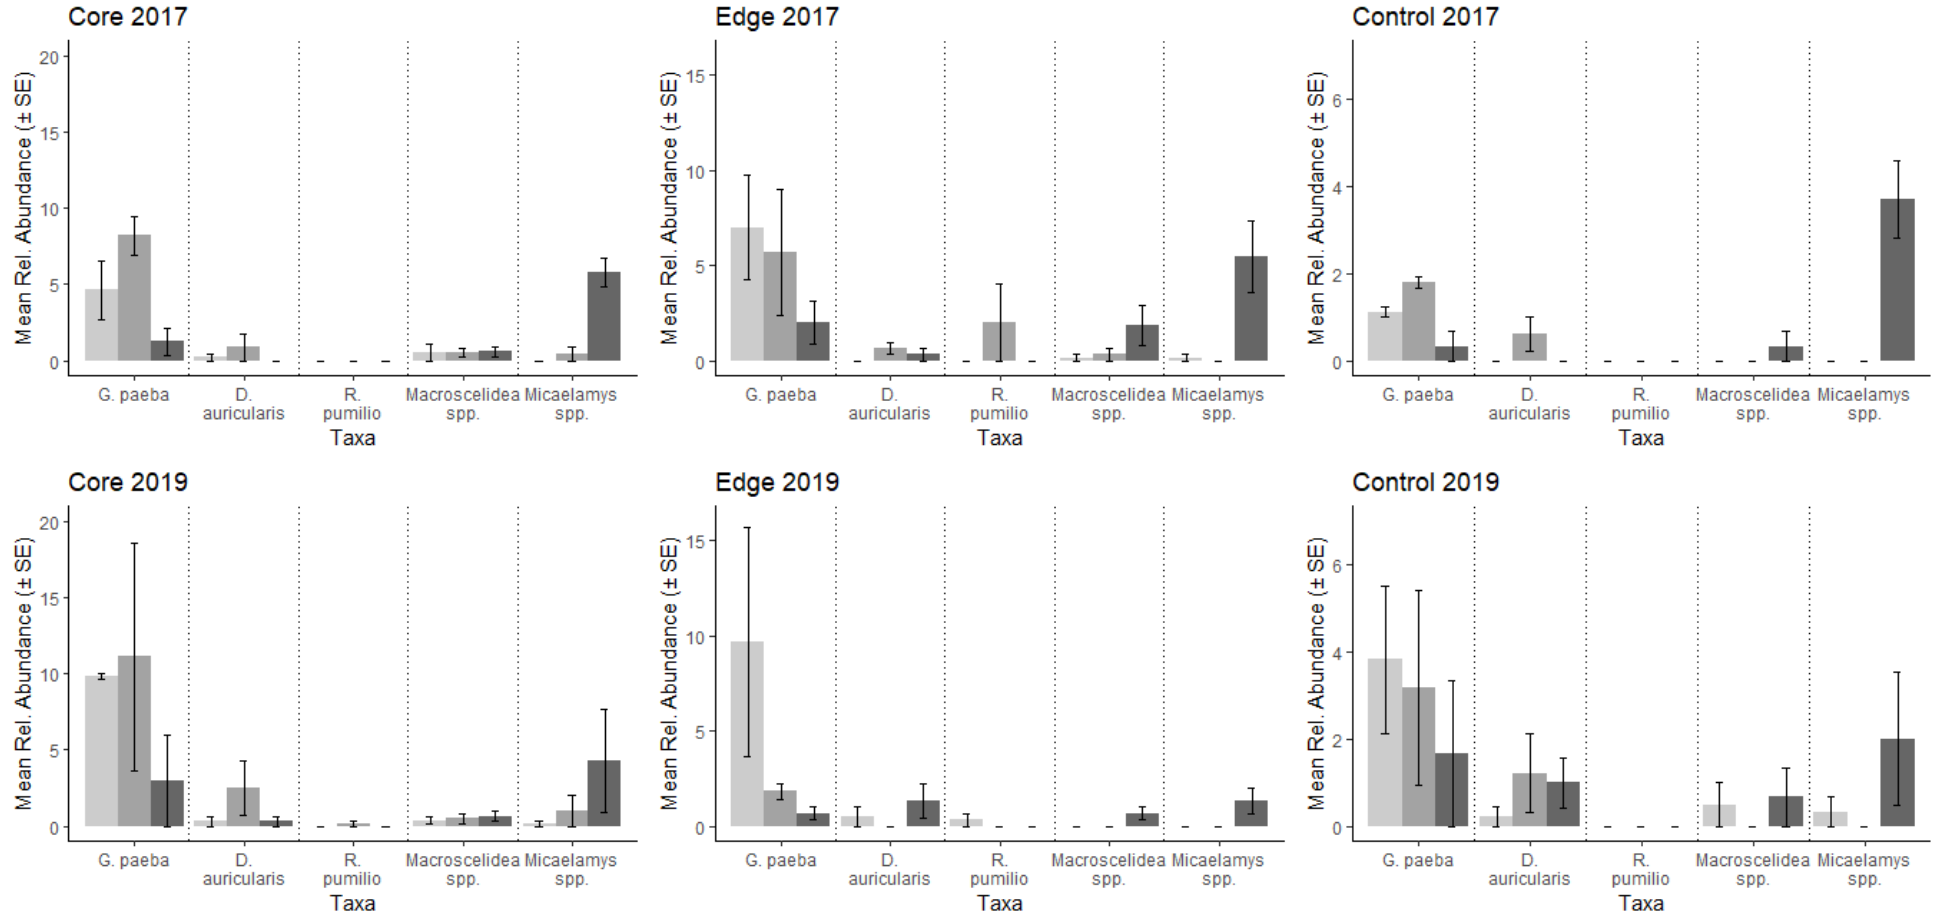 Core 2017
Mean Rel. Abundance (± SE)
20
15
10
5
0
G. paeba
D.
auricularis
R.
pumilio
Macroscelidea
spp.
Micaelamys
spp.
Taxa
Edge 2017
Mean Rel. Abundance (± SE)
15
10
5
0
G. paeba
D.
auricularis
R.
pumilio
Macroscelidea
spp.
Micaelamys
spp.
Taxa
Control 2017
Mean Rel. Abundance (± SE)
6
4
2
0
G. paeba
D.
auricularis
R.
pumilio
Macroscelidea
spp.
Micaelamys
spp.
Taxa
Core 2019
Mean Rel. Abundance (± SE)
20
15
10
5
0
G. paeba
D.
auricularis
R.
pumilio
Macroscelidea
spp.
Micaelamys
spp.
Taxa
Edge 2019
Mean Rel. Abundance (± SE)
15
10
5
0
G. paeba
D.
auricularis
R.
pumilio
Macroscelidea
spp.
Micaelamys
spp.
Taxa
Control 2019
Mean Rel. Abundance (± SE)
6
4
2
0
G. paeba
D.
auricularis
R.
pumilio
Macroscelidea
spp.
Micaelamys
spp.
Taxa